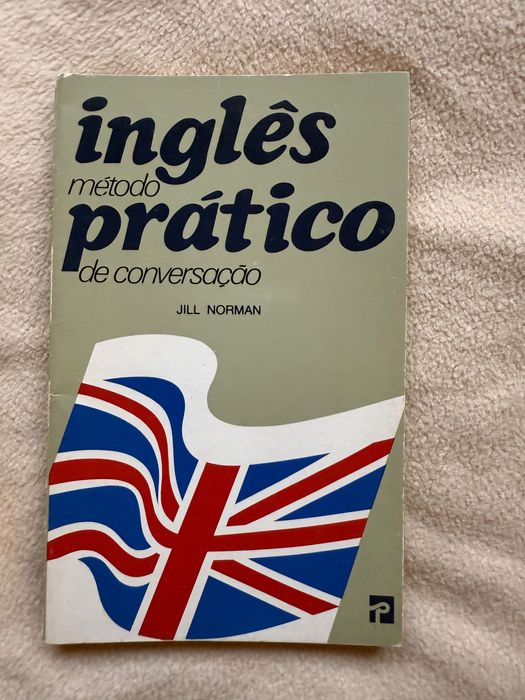 inglês
método
prático
de conversação
JILL NORMAN